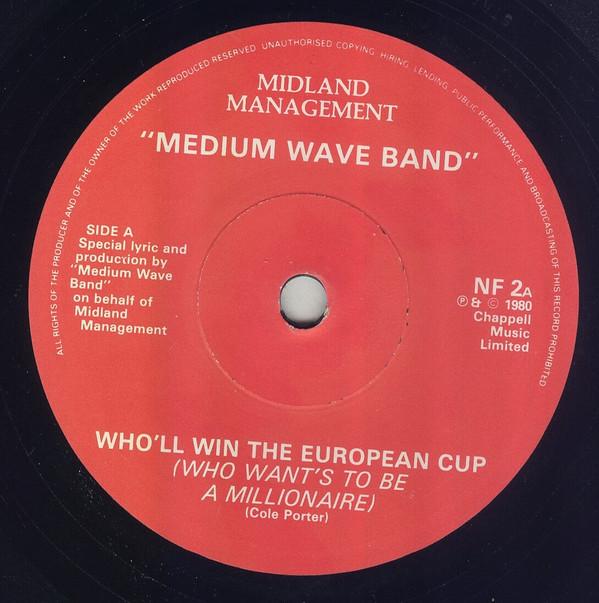 ALL RIGHTS OF THE PRODUCER AND OF THE OWNER OF THE WORK REPRODUCED RESERVED UNAUTHORISED COPYING, HIRING, LENDING, PUBLIC PERFORMANCE AND BROADCASTING OF THIS RECORD PROHIBITED
MIDLAND
MANAGEMENT
"MEDIUM WAVE BAND"
SIDE A
Special lyric and
production by
"Medium Wave
Band"
on behalf of
Midland
Management
NF 2A
Ⓟ & © 1980
Chappell
Music
Limited
WHO'LL WIN THE EUROPEAN CUP
(WHO WANT'S TO BE
A MILLIONAIRE)
(Cole Porter)